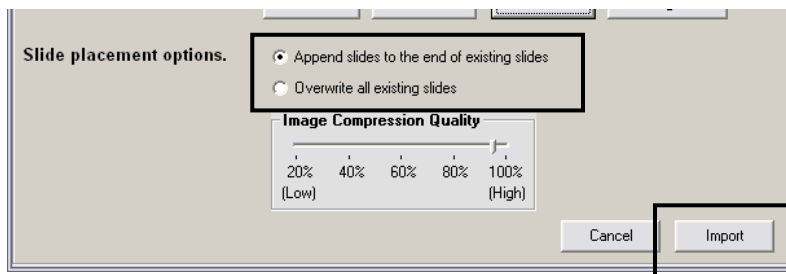 Slide placement options.
Append slides to the end of existing slides
Overwrite all existing slides
Image Compression Quality
20% 40% 60% 80% 100%
(Low) (High)
Cancel Import